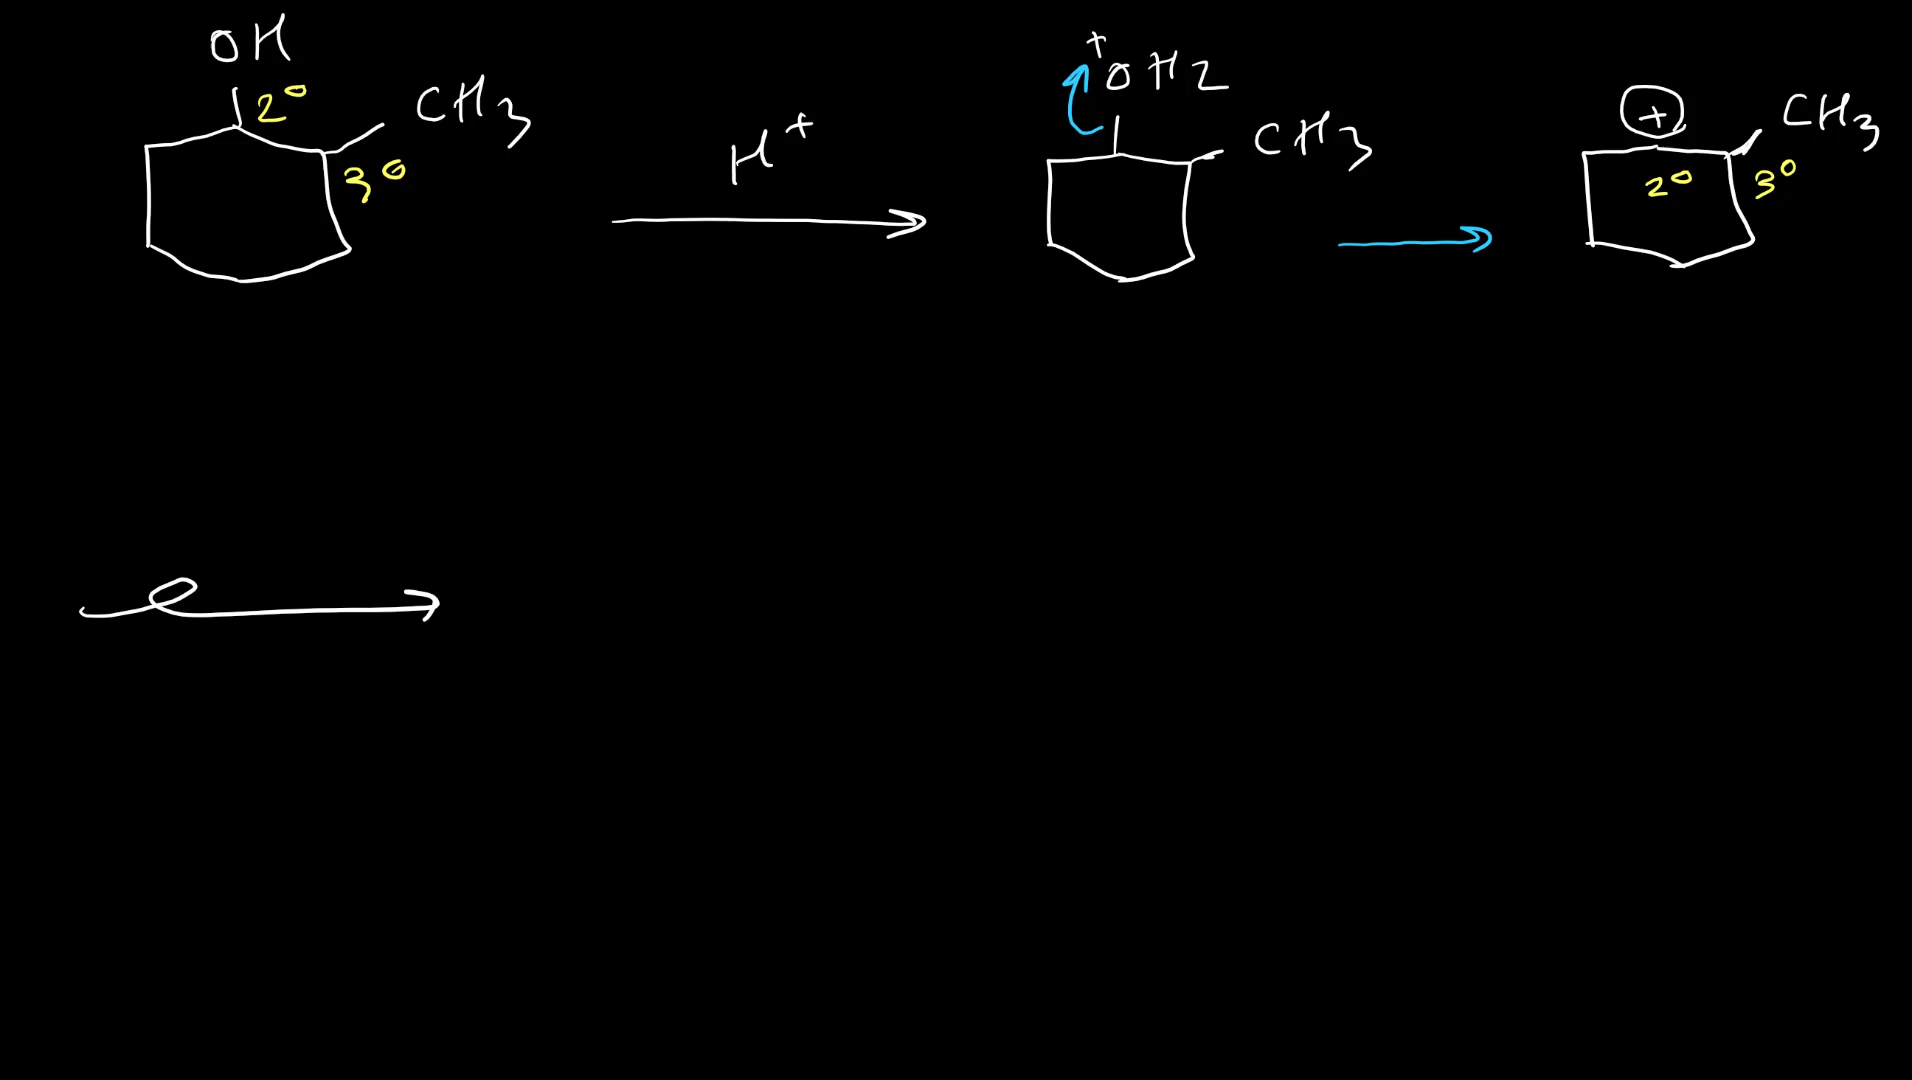 OH
2° CH3
3°
H+
+
OH2
CH3
+ CH3
2° 3°